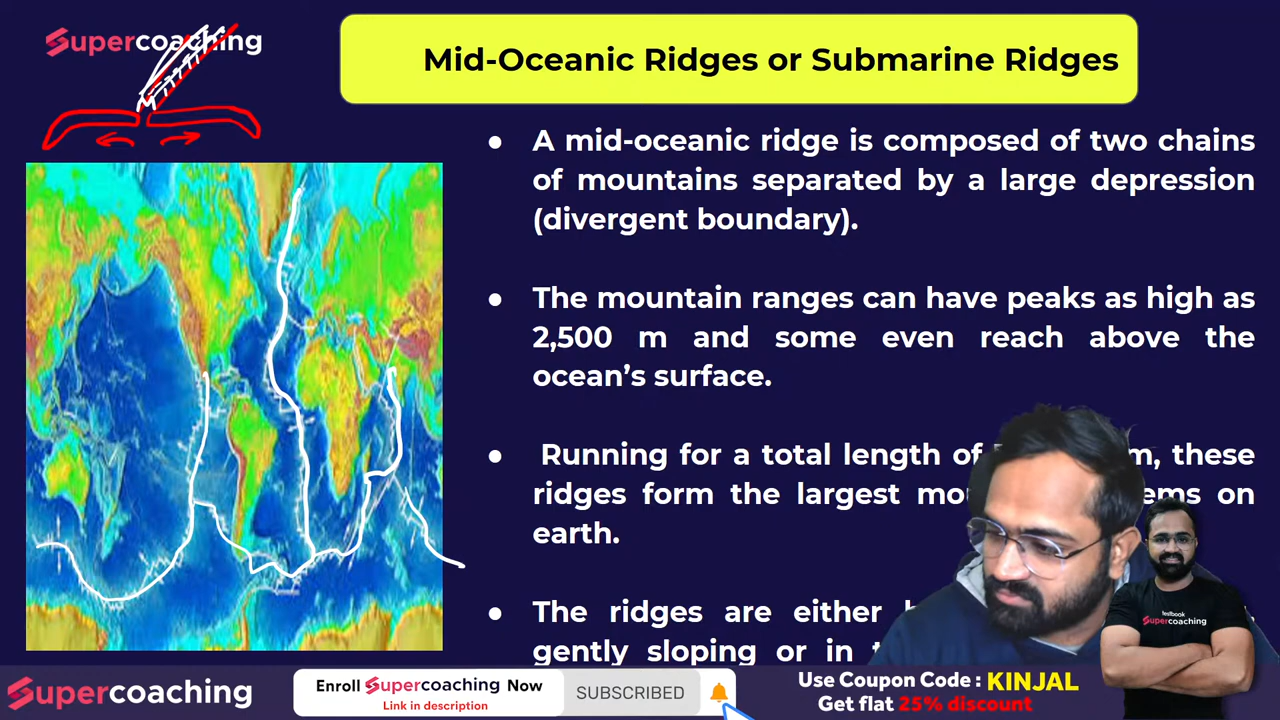 Supercoaching
Mid-Oceanic Ridges or Submarine Ridges
• A mid-oceanic ridge is composed of two chains
of mountains separated by a large depression
(divergent boundary).
• The mountain ranges can have peaks as high as
2,500 m and some even reach above the
ocean's surface.
• Running for a total length of m, these
ridges form the largest
earth.
on
• The ridges are either
gently sloping or in
testbook
Supercoaching
Supercoaching
Enroll Supercoaching Now
Link in description
SUBSCRIBED
Use Coupon Code : KINJAL
Get flat 25% discount